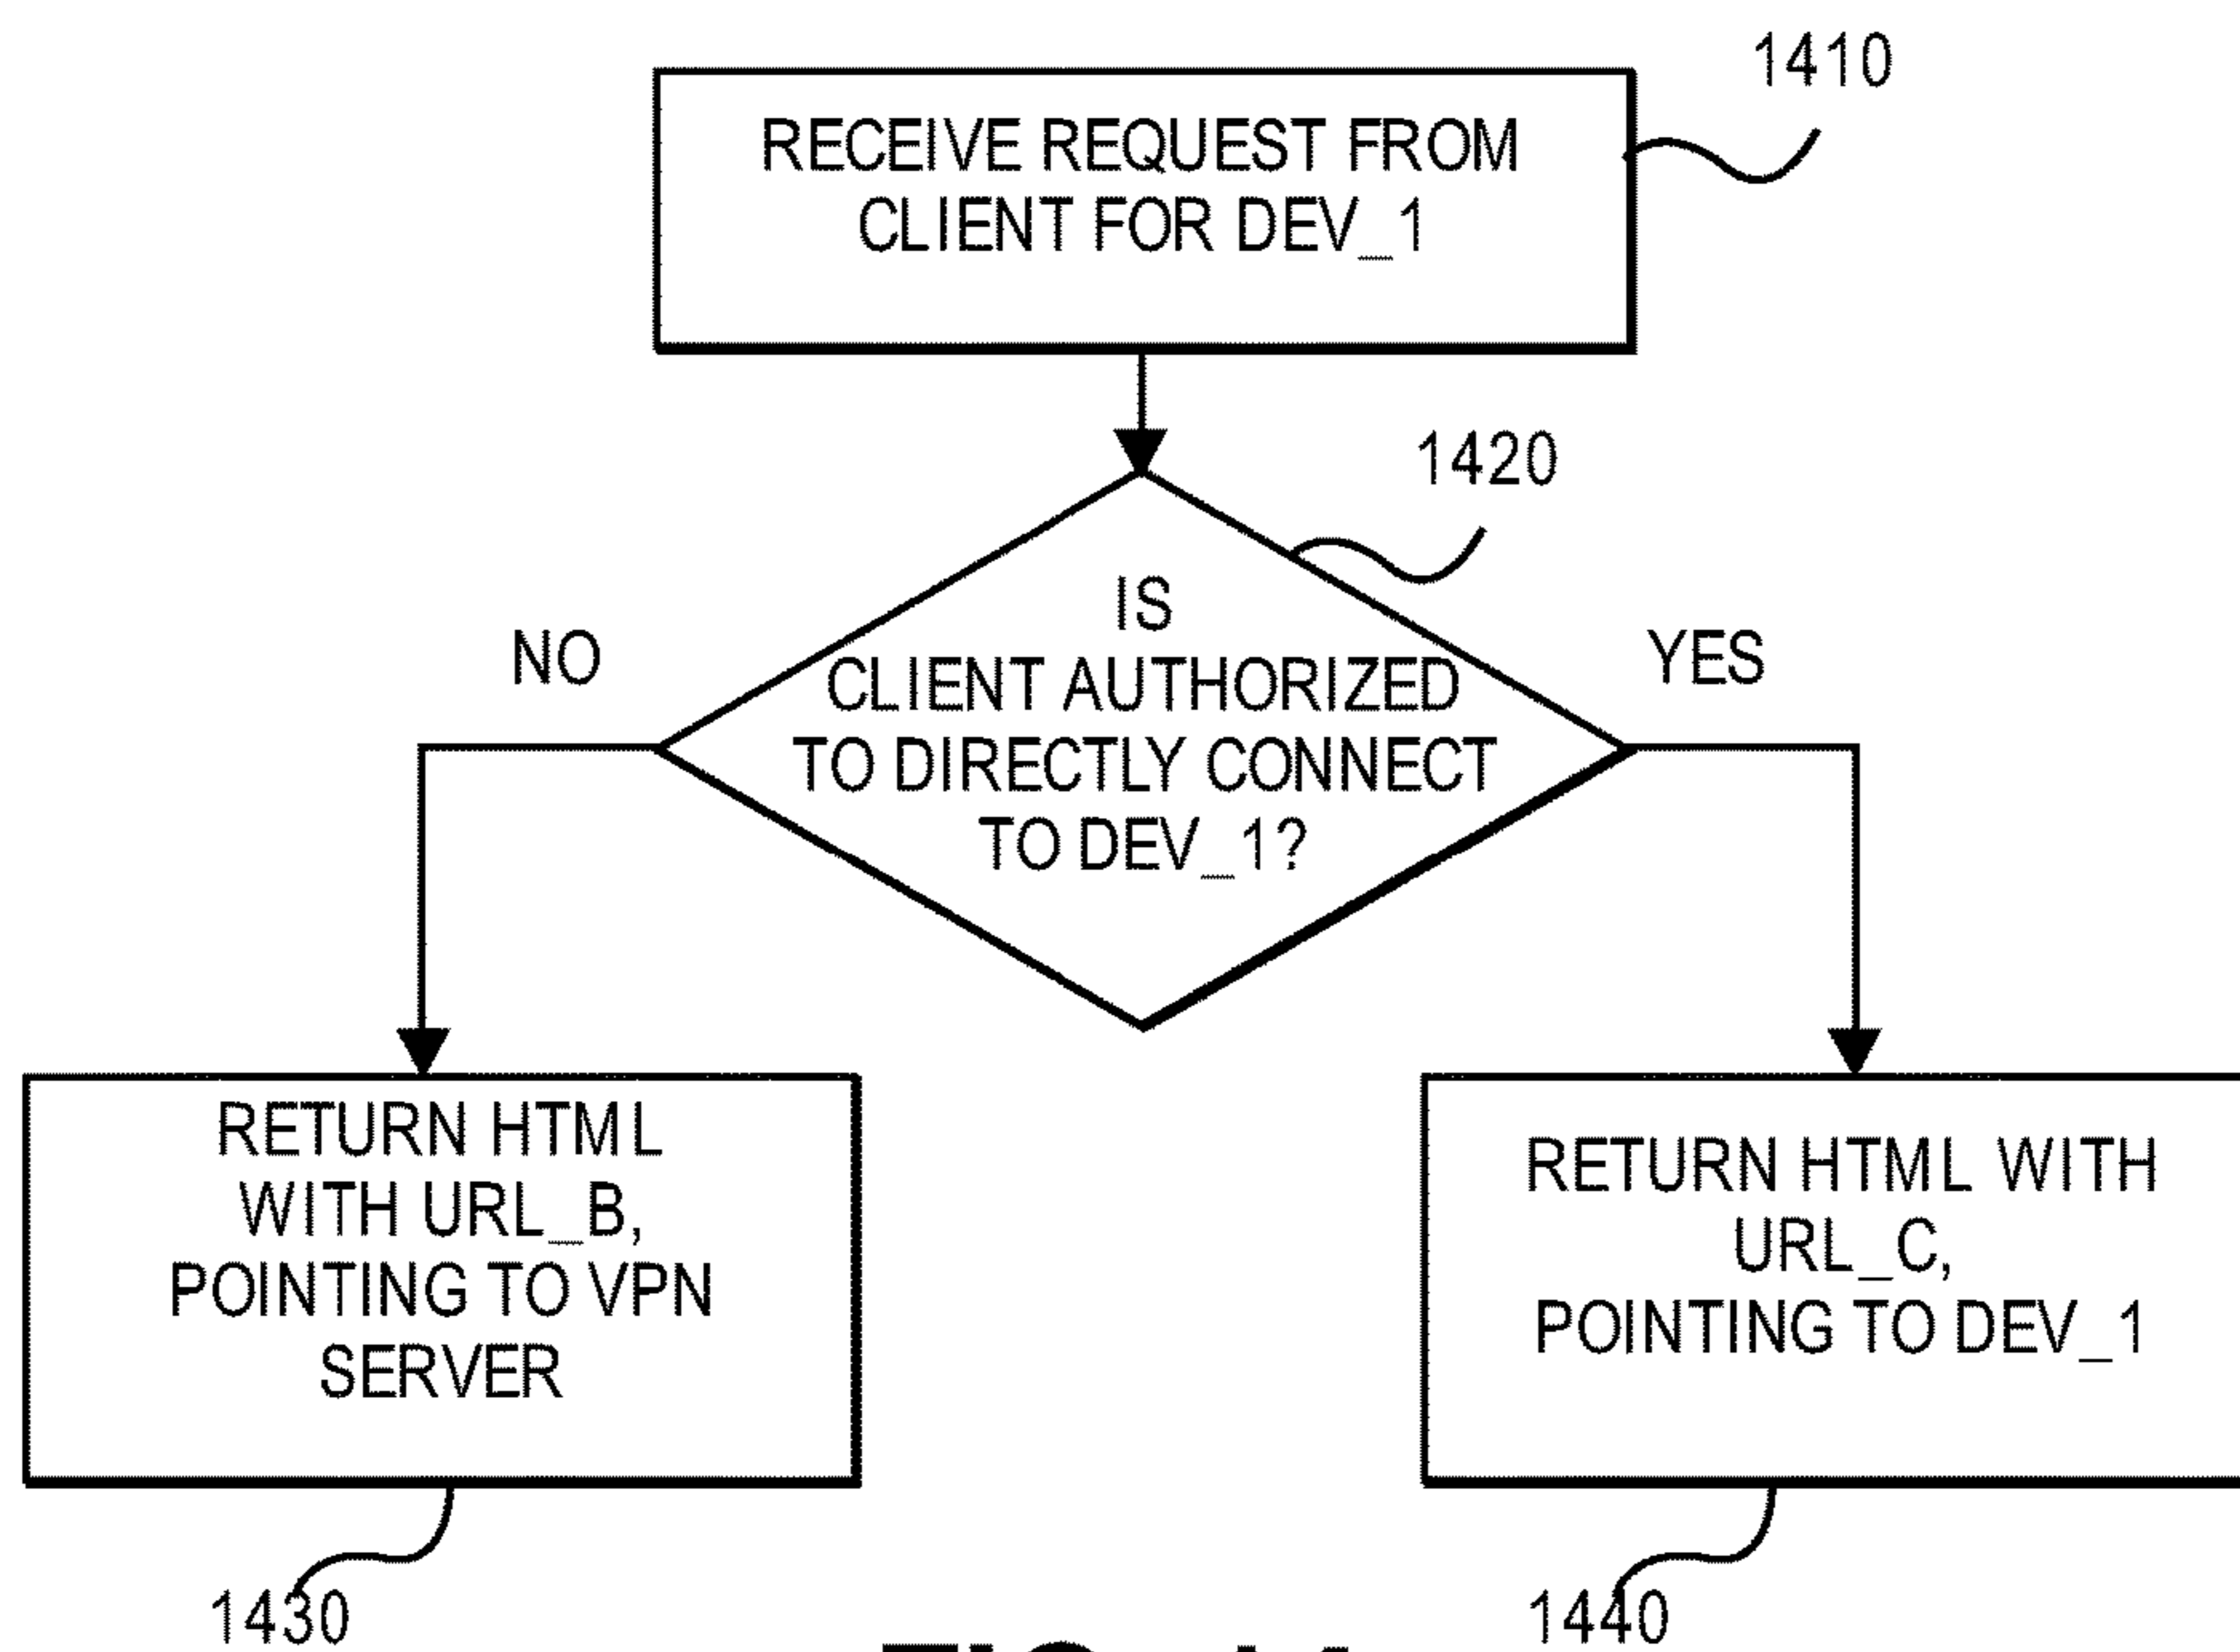 1410
RECEIVE REQUEST FROM
CLIENT FOR DEV_1
1420
IS
CLIENT AUTHORIZED
TO DIRECTLY CONNECT
TO DEV_1?
NO
YES
RETURN HTML
WITH URL_B,
POINTING TO VPN
SERVER
RETURN HTML WITH
URL_C,
POINTING TO DEV_1
1430
1440